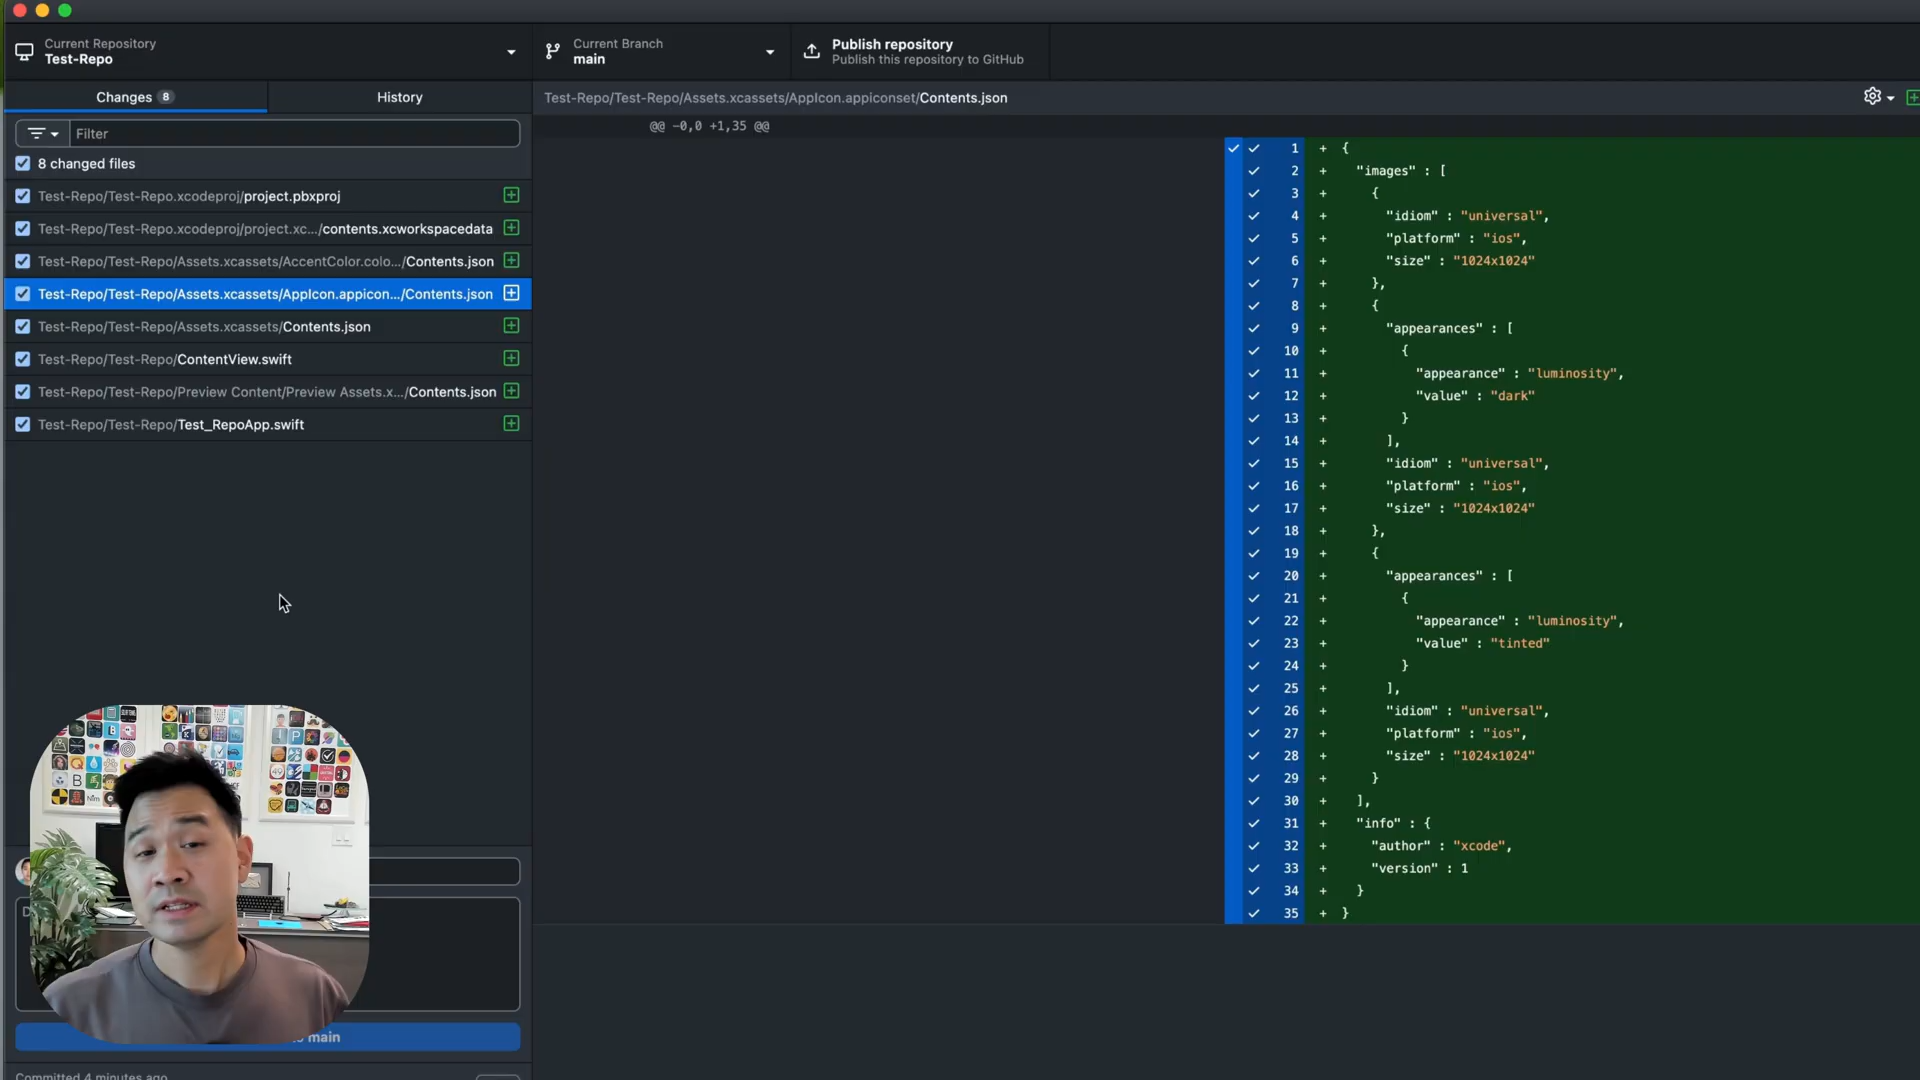 Current Repository
Test-Repo
Current Branch
main
Publish repository
Publish this repository to GitHub
Changes 8
History
Test-Repo/Test-Repo/Assets.xcassets/AppIcon.appiconset/Contents.json
Filter
@@ -0,0 +1,35 @@
8 changed files
Test-Repo/Test-Repo.xcodeproj/project.pbxproj
Test-Repo/Test-Repo.xcodeproj/project.xc.../contents.xcworkspacedata
Test-Repo/Test-Repo/Assets.xcassets/AccentColor.colo.../Contents.json
Test-Repo/Test-Repo/Assets.xcassets/AppIcon.appicon.../Contents.json
Test-Repo/Test-Repo/Assets.xcassets/Contents.json
Test-Repo/Test-Repo/ContentView.swift
Test-Repo/Test-Repo/Preview Content/Preview Assets.x.../Contents.json
Test-Repo/Test-Repo/Test_RepoApp.swift
1 + {
2 + "images" : [
3 + {
4 + "idiom" : "universal",
5 + "platform" : "ios",
6 + "size" : "1024x1024"
7 + },
8 + {
9 + "appearances" : [
10 + {
11 + "appearance" : "luminosity",
12 + "value" : "dark"
13 + }
14 + ],
15 + "idiom" : "universal",
16 + "platform" : "ios",
17 + "size" : "1024x1024"
18 + },
19 + {
20 + "appearances" : [
21 + {
22 + "appearance" : "luminosity",
23 + "value" : "tinted"
24 + }
25 + ],
26 + "idiom" : "universal",
27 + "platform" : "ios",
28 + "size" : "1024x1024"
29 + }
30 + ],
31 + "info" : {
32 + "author" : "xcode",
33 + "version" : 1
34 + }
35 + }
main
Committed 4 minutes ago